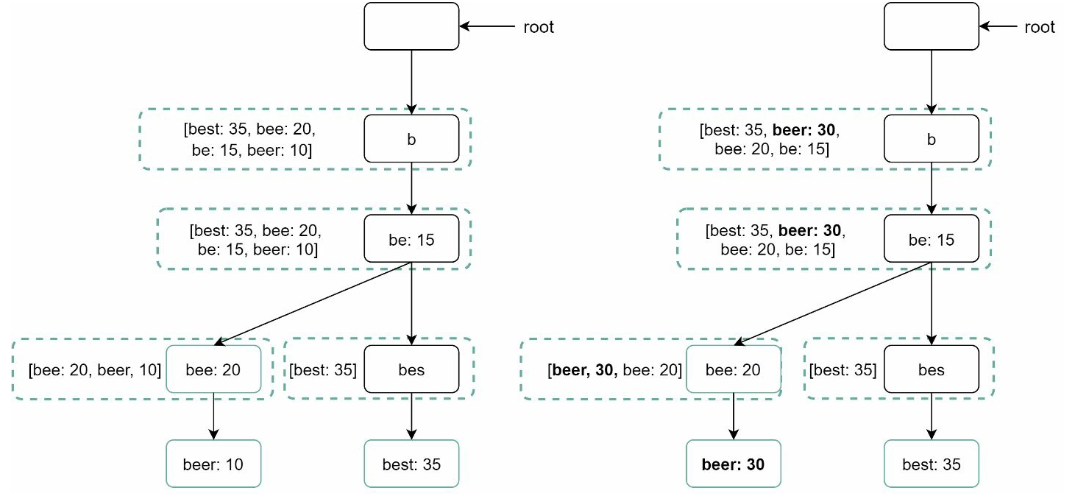 root
[best: 35, bee: 20,
be: 15, beer: 10]
b
[best: 35, bee: 20,
be: 15, beer: 10]
be: 15
[bee: 20, beer, 10]
bee: 20
[best: 35]
bes
beer: 10
best: 35
root
[best: 35, beer: 30,
bee: 20, be: 15]
b
[best: 35, beer: 30,
bee: 20, be: 15]
be: 15
[beer, 30, bee: 20]
bee: 20
[best: 35]
bes
beer: 30
best: 35